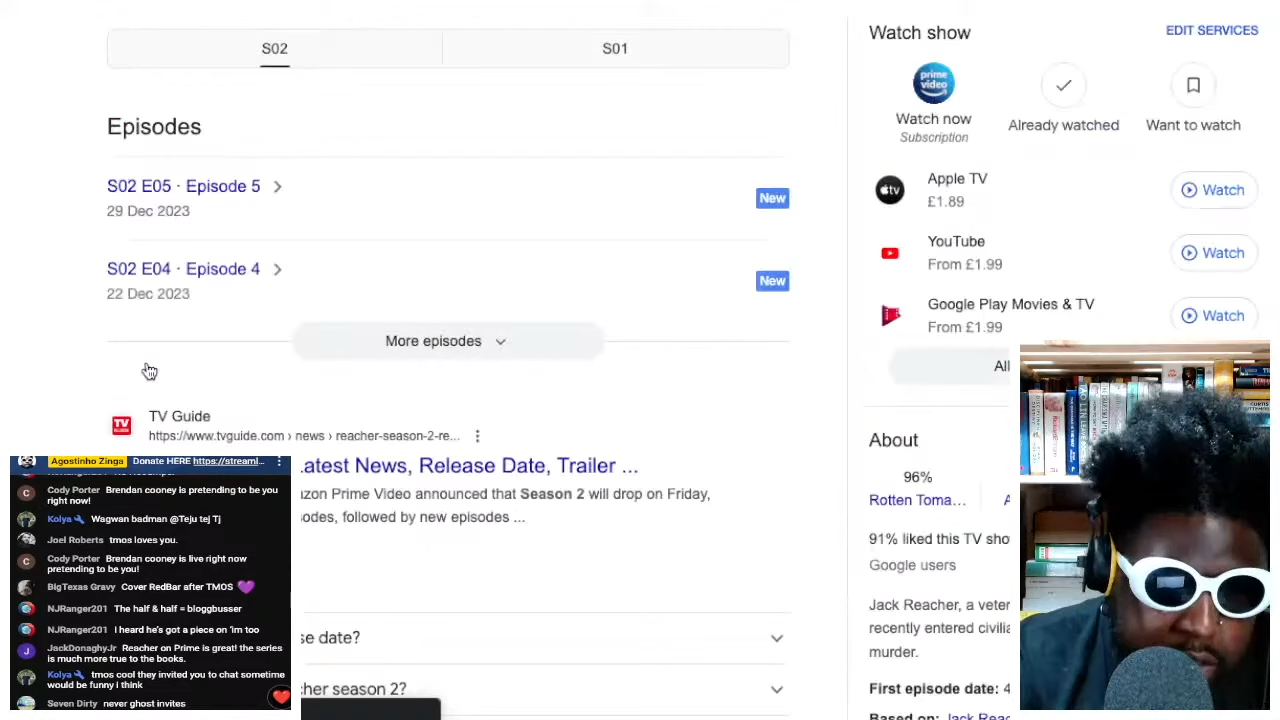 S02
S01
Episodes
S02 E05 · Episode 5
29 Dec 2023
New
S02 E04 · Episode 4
22 Dec 2023
New
More episodes
TV Guide
https://www.tvguide.com › news › reacher-season-2-re...
Latest News, Release Date, Trailer ...
Prime Video announced that Season 2 will drop on Friday,
followed by new episodes ...
date?
season 2?
Watch show
EDIT SERVICES
prime video
Watch now
Subscription
Already watched
Want to watch
tv
Apple TV
£1.89
Watch
YouTube
From £1.99
Watch
Google Play Movies & TV
From £1.99
Watch
All
About
96%
Rotten Toma...
91% liked this TV sho
Google users
Jack Reacher, a veter
recently entered civilia
murder.
First episode date: 4
Based on: Jack Reac
Agostinho Zinga Donate HERE https://streaml...
Cody Porter Brendan cooney is pretending to be you
right now!
Kolya Wagwan badman @Teju tej Tj
Joel Roberts tmos loves you.
Cody Porter Brendan cooney is live right now
pretending to be you!
BigTexas Gravy Cover RedBar after TMOS
NJRanger201 The half & half = bloggbusser
NJRanger201 I heard he's got a piece on 'im too
JackDonaghyJr Reacher on Prime is great! the series
is much more true to the books.
Kolya tmos cool they invited you to chat sometime
would be funny i think
Seven Dirty never ghost invites